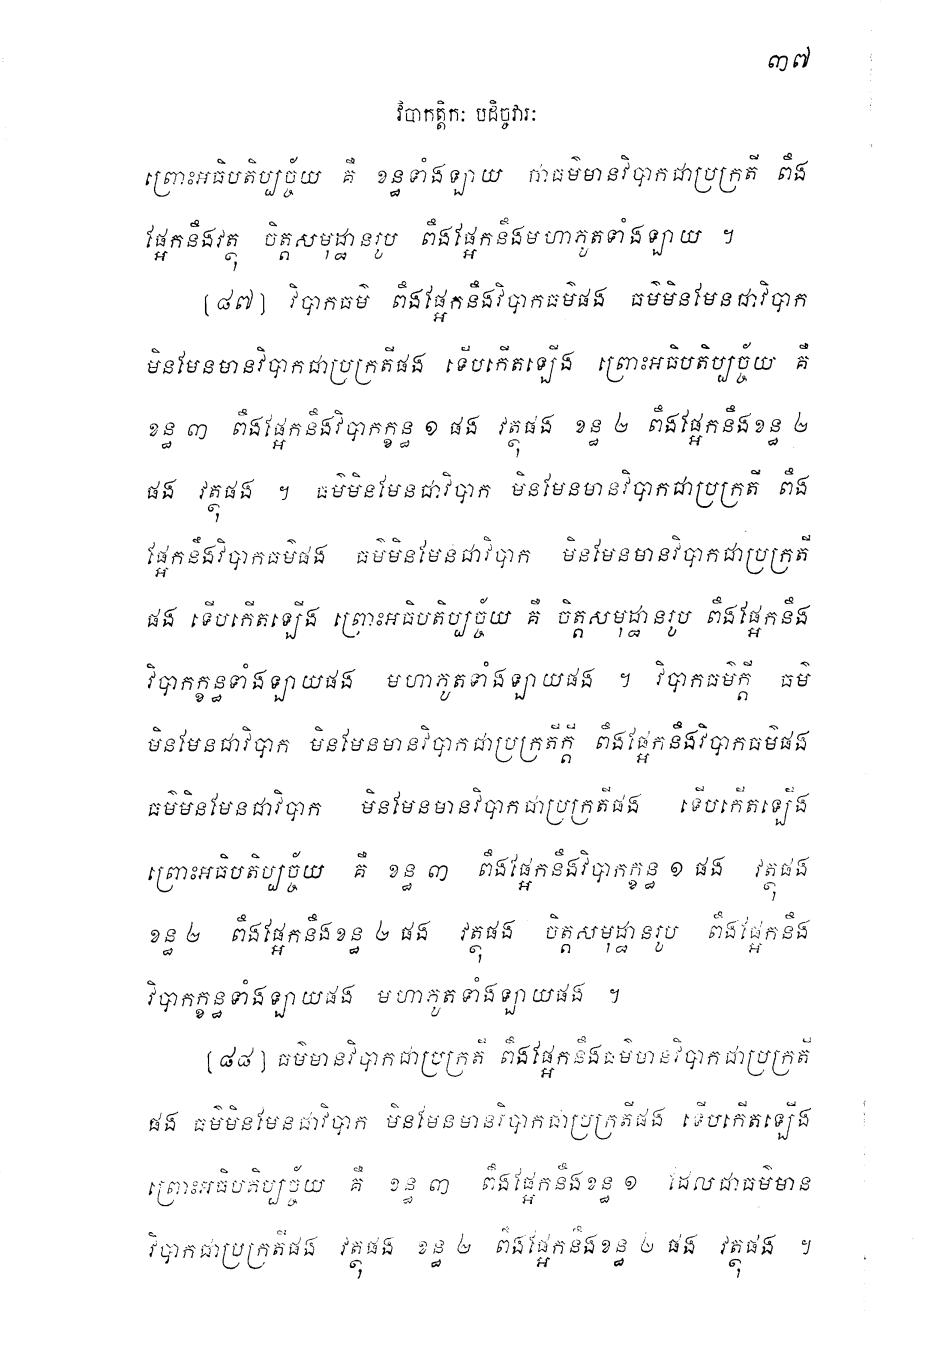 ៣៧
វិបាកត្តិកៈ បដិច្ចវារៈ
ព្រោះអធិបតិប្បច្ច័យ គឺ ខន្ធទាំងឡាយ ជាធម៌មានវិបាកជាប្រក្រតី ពឹង
ផ្អែកនឹងវត្ថុ ចិត្តសមុដ្ឋានរូប ពឹងផ្អែកនឹងមហាភូតទាំងឡាយ ។
(៨៧) វិបាកធម៌ ពឹងផ្អែកនឹងវិបាកធម៌ផង ធម៌មិនមែនជាវិបាក
មិនមែនមានវិបាកជាប្រក្រតីផង ទើបកើតឡើង ព្រោះអធិបតិប្បច្ច័យ គឺ
ខន្ធ ៣ ពឹងផ្អែកនឹងវិបាកក្ខន្ធ ១ ផង វត្ថុផង ខន្ធ ២ ពឹងផ្អែកនឹងខន្ធ ២
ផង វត្ថុផង ។ ធម៌មិនមែនជាវិបាក មិនមែនមានវិបាកជាប្រក្រតី ពឹង
ផ្អែកនឹងវិបាកធម៌ផង ធម៌មិនមែនជាវិបាក មិនមែនមានវិបាកជាប្រក្រតី
ផង ទើបកើតឡើង ព្រោះអធិបតិប្បច្ច័យ គឺ ចិត្តសមុដ្ឋានរូប ពឹងផ្អែកនឹង
វិបាកក្ខន្ធទាំងឡាយផង មហាភូតទាំងឡាយផង ។ វិបាកធម៌ក្តី ធម៌
មិនមែនជាវិបាក មិនមែនមានវិបាកជាប្រក្រតីក្តី ពឹងផ្អែកនឹងវិបាកធម៌ផង
ធម៌មិនមែនជាវិបាក មិនមែនមានវិបាកជាប្រក្រតីផង ទើបកើតឡើង
ព្រោះអធិបតិប្បច្ច័យ គឺ ខន្ធ ៣ ពឹងផ្អែកនឹងវិបាកក្ខន្ធ ១ ផង វត្ថុផង
ខន្ធ ២ ពឹងផ្អែកនឹងខន្ធ ២ ផង វត្ថុផង ចិត្តសមុដ្ឋានរូប ពឹងផ្អែកនឹង
វិបាកក្ខន្ធទាំងឡាយផង មហាភូតទាំងឡាយផង ។
(៨៨) ធម៌មានវិបាកជាប្រក្រតី ពឹងផ្អែកនឹងធម៌មានវិបាកជាប្រក្រតី
ផង ធម៌មិនមែនជាវិបាក មិនមែនមានវិបាកជាប្រក្រតីផង ទើបកើតឡើង
ព្រោះអធិបតិប្បច្ច័យ គឺ ខន្ធ ៣ ពឹងផ្អែកនឹងខន្ធ ១ ដែលជាធម៌មាន
វិបាកជាប្រក្រតីផង វត្ថុផង ខន្ធ ២ ពឹងផ្អែកនឹងខន្ធ ២ ផង វត្ថុផង ។